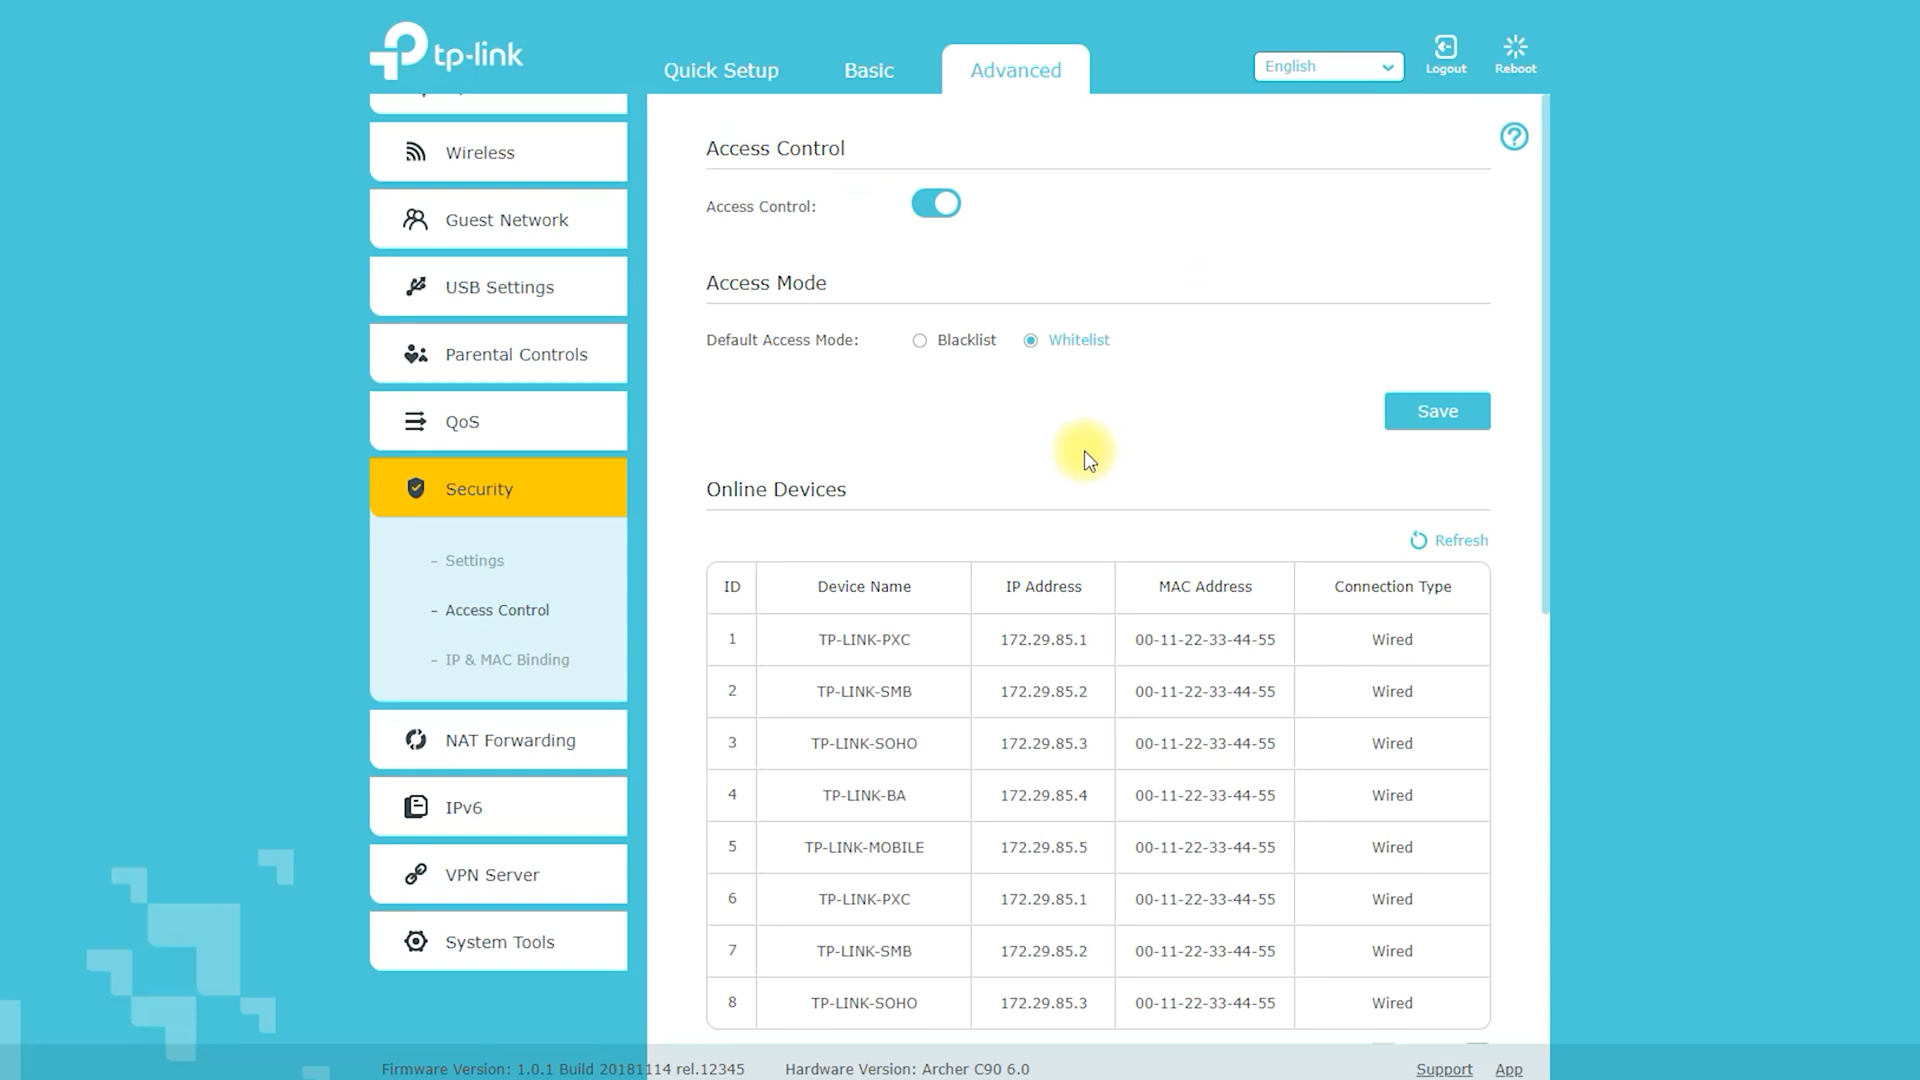 tp-link
Quick Setup
Basic
Advanced
English
Logout
Reboot
Wireless
Guest Network
USB Settings
Parental Controls
QoS
Security
- Settings
- Access Control
- IP & MAC Binding
NAT Forwarding
IPv6
VPN Server
System Tools
Access Control
Access Control:
Access Mode
Default Access Mode: Blacklist Whitelist
Save
Online Devices
Refresh
ID Device Name IP Address MAC Address Connection Type
1 TP-LINK-PXC 172.29.85.1 00-11-22-33-44-55 Wired
2 TP-LINK-SMB 172.29.85.2 00-11-22-33-44-55 Wired
3 TP-LINK-SOHO 172.29.85.3 00-11-22-33-44-55 Wired
4 TP-LINK-BA 172.29.85.4 00-11-22-33-44-55 Wired
5 TP-LINK-MOBILE 172.29.85.5 00-11-22-33-44-55 Wired
6 TP-LINK-PXC 172.29.85.1 00-11-22-33-44-55 Wired
7 TP-LINK-SMB 172.29.85.2 00-11-22-33-44-55 Wired
8 TP-LINK-SOHO 172.29.85.3 00-11-22-33-44-55 Wired
Firmware Version: 1.0.1 Build 20181114 rel.12345 Hardware Version: Archer C90 6.0 Support App